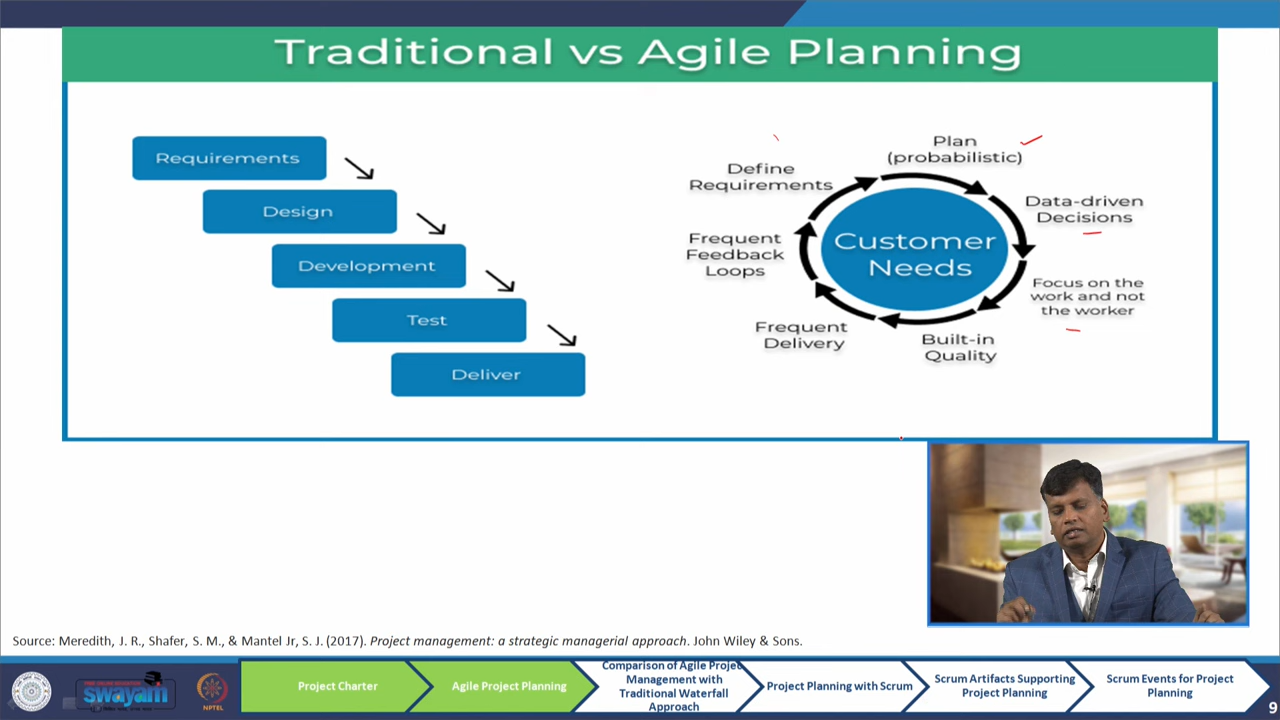 Traditional vs Agile Planning
Requirements
Design
Development
Test
Deliver
Define
Requirements
Plan
(probabilistic)
Data-driven
Decisions
Focus on the
work and not
the worker
Built-in
Quality
Frequent
Delivery
Frequent
Feedback
Loops
Customer
Needs
Source: Meredith, J. R., Shafer, S. M., & Mantel Jr, S. J. (2017). Project management: a strategic managerial approach. John Wiley & Sons.
swayam
NPTEL
Project Charter
Agile Project Planning
Comparison of Agile Projec
Management with
Traditional Waterfall
Approach
Project Planning with Scrum
Scrum Artifacts Supporting
Project Planning
Scrum Events for Project
Planning
9